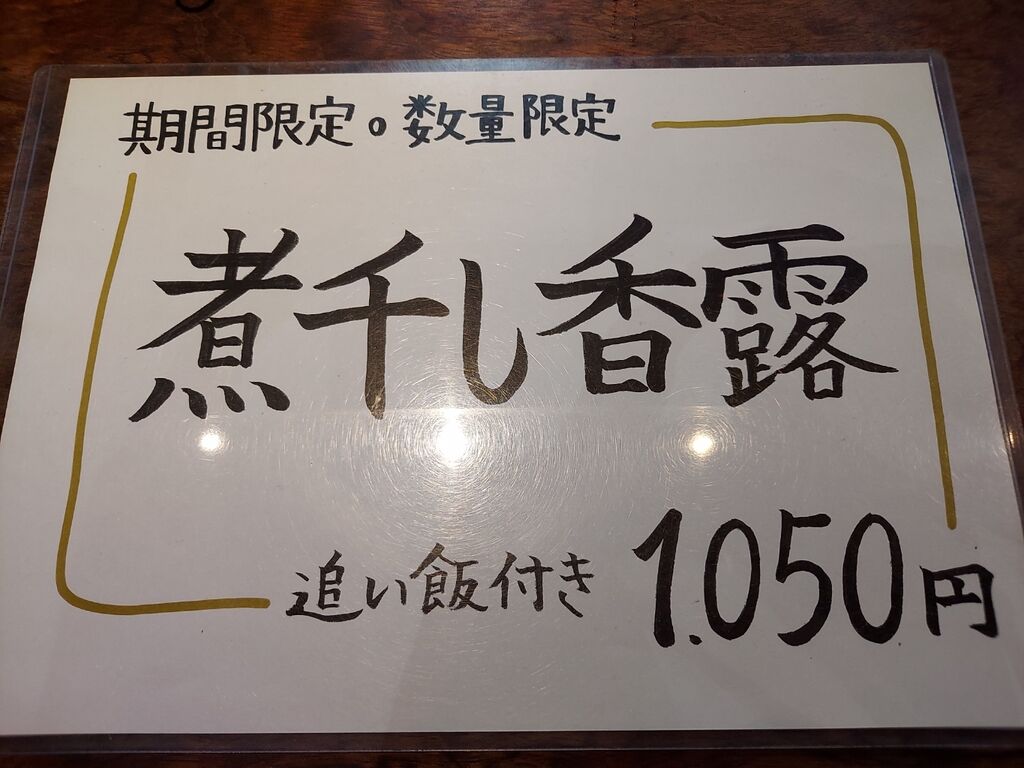 期間限定。数量限定
煮干し香露
追い飯付き 1.050円